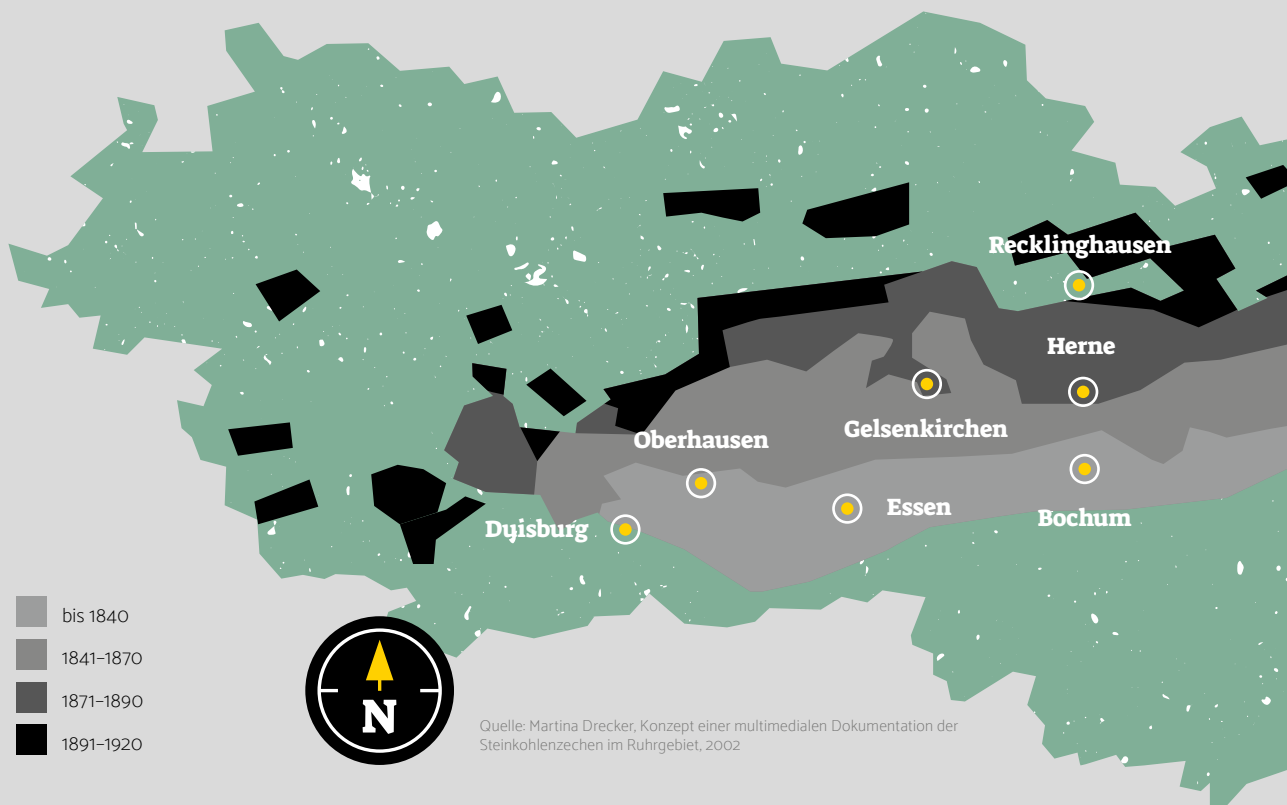 Recklinghausen
Herne
Gelsenkirchen
Oberhausen
Essen
Bochum
Duisburg
bis 1840
1841–1870
1871–1890
1891–1920
N
Quelle: Martina Drecker, Konzept einer multimedialen Dokumentation der
Steinkohlenzechen im Ruhrgebiet, 2002